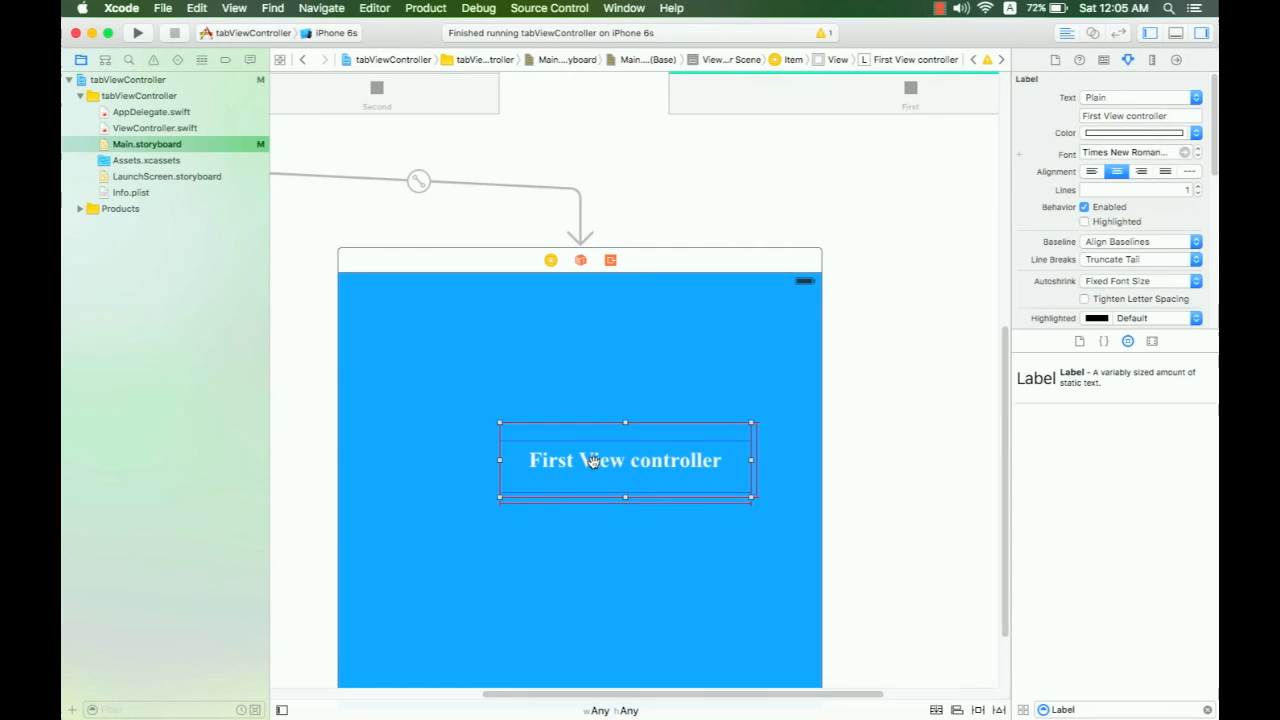 Xcode File Edit View Find Navigate Editor Product Debug Source Control Window Help
A 72% Sat 12:05 AM
tabViewController iPhone 6s
Finished running tabViewController on iPhone 6s
1
tabViewController tabVie...troller Main....yboard Main....(Base) View...r Scene Item View L First View controller
tabViewController M
tabViewController
AppDelegate.swift
ViewController.swift
Main.storyboard M
Assets.xcassets
LaunchScreen.storyboard
Info.plist
Products
Second
First
First View controller
Label
Text Plain
First View controller
Color
Font Times New Roman...
Alignment
Lines 1
Behavior Enabled
Highlighted
Baseline Align Baselines
Line Breaks Truncate Tail
Autoshrink Fixed Font Size
Tighten Letter Spacing
Highlighted Default
Label Label - A variably sized amount of
static text.
Filter
wAny hAny
Label